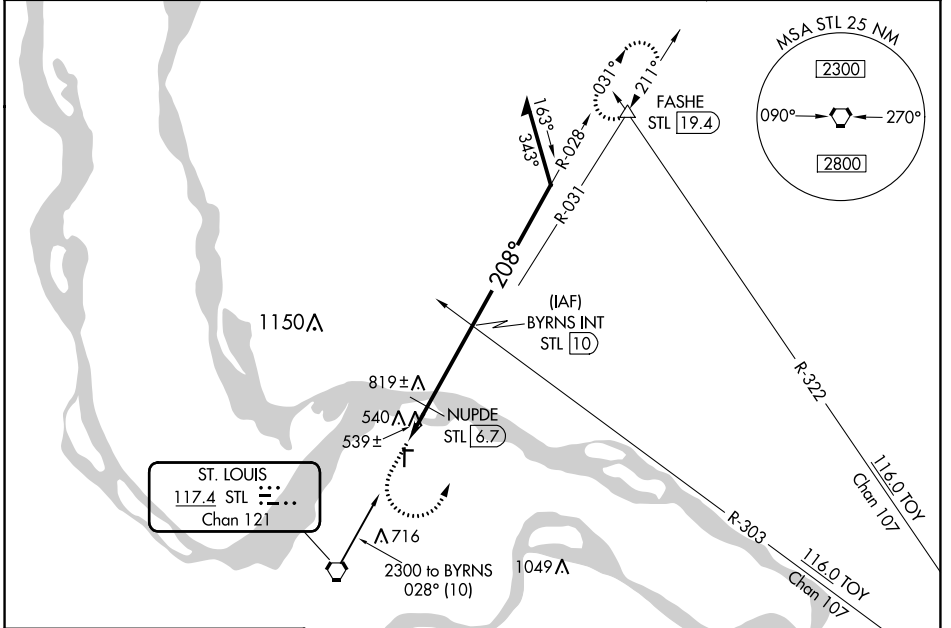 MSA STL 25 NM
2300
090°
270°
2800
031°
211°
FASHE
STL 19.4
163°
343°
R-028
R-031
208°
(IAF)
BYRNS INT
STL 10
1150
R-322
819±
540
NUPDE
STL 6.7
539±
116.0 TOY
Chan 107
ST. LOUIS
117.4 STL
Chan 121
R-303
716
2300 to BYRNS
028° (10)
1049
116.0 TOY
Chan 107